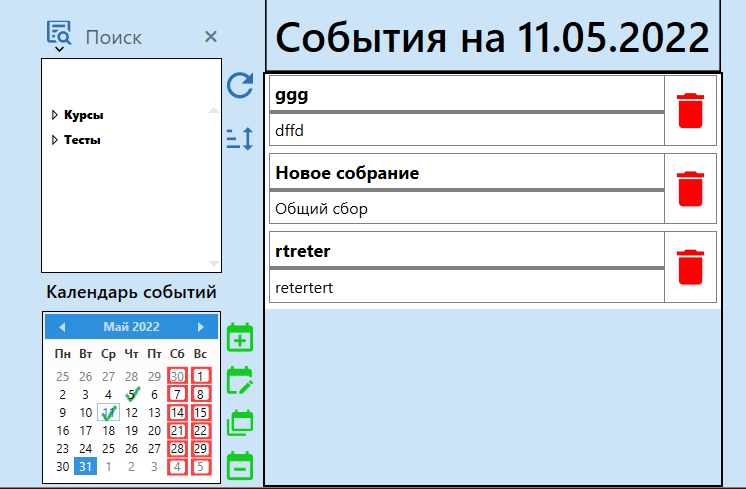 Поиск
События на 11.05.2022
Курсы
Тесты
ggg
dffd
Новое собрание
Общий сбор
rtreter
retertert
Календарь событий
Май 2022
Пн Вт Ср Чт Пт Сб Вс
25 26 27 28 29 30 1
2 3 4 5 6 7 8
9 10 11 12 13 14 15
16 17 18 19 20 21 22
23 24 25 26 27 28 29
30 31 1 2 3 4 5